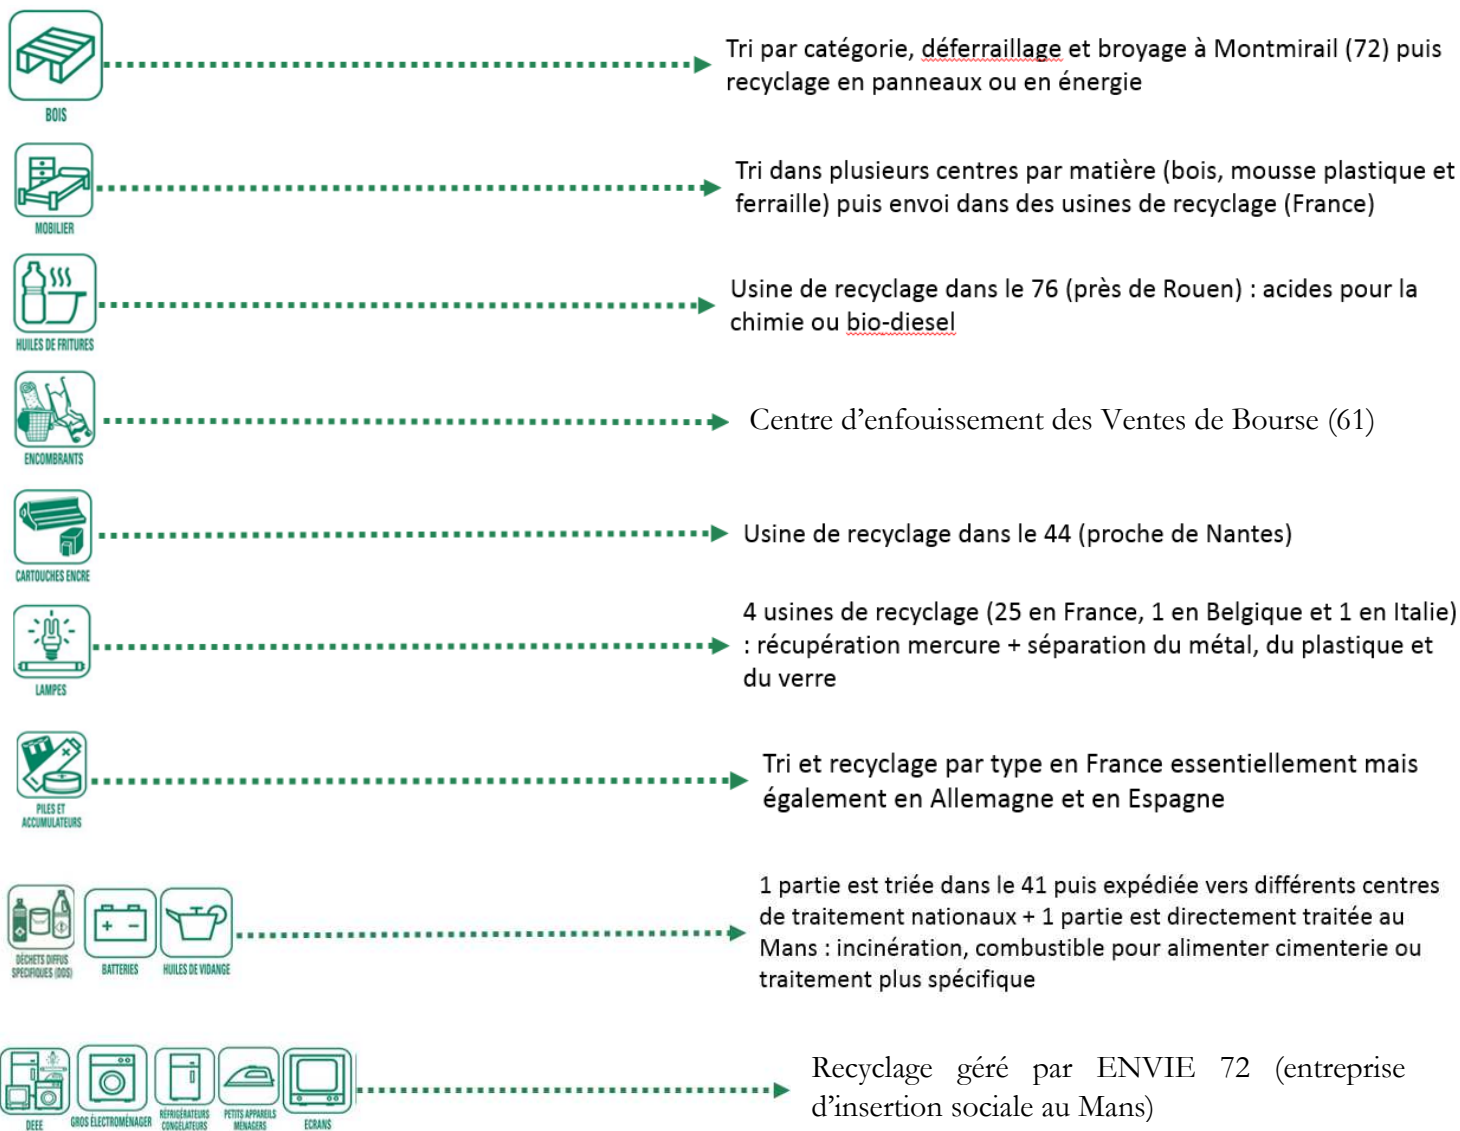 Tri par catégorie, déferraillage et broyage à Montmirail (72) puis
recyclage en panneaux ou en énergie
BOIS
Tri dans plusieurs centres par matière (bois, mousse plastique et
ferraille) puis envoi dans des usines de recyclage (France)
MOBILIER
Usine de recyclage dans le 76 (près de Rouen) : acides pour la
chimie ou bio-diesel
HUILES DE FRITURES
Centre d'enfouissement des Ventes de Bourse (61)
ENCOMBRANTS
Usine de recyclage dans le 44 (proche de Nantes)
CARTOUCHES ENCRE
4 usines de recyclage (25 en France, 1 en Belgique et 1 en Italie)
: récupération mercure + séparation du métal, du plastique et
du verre
LAMPES
Tri et recyclage par type en France essentiellement mais
également en Allemagne et en Espagne
PILES ET
ACCUMULATEURS
1 partie est triée dans le 41 puis expédiée vers différents centres
de traitement nationaux + 1 partie est directement traitée au
Mans : incinération, combustible pour alimenter cimenterie ou
traitement plus spécifique
DÉCHETS DIFFUS
SPÉCIFIQUES (DDS)
BATTERIES
HUILES DE VIDANGE
Recyclage géré par ENVIE 72 (entreprise
d'insertion sociale au Mans)
DEEE
GROS ÉLECTROMÉNAGER
RÉFRIGÉRATEURS
CONGÉLATEURS
PETITS APPAREILS
MÉNAGERS
ECRANS